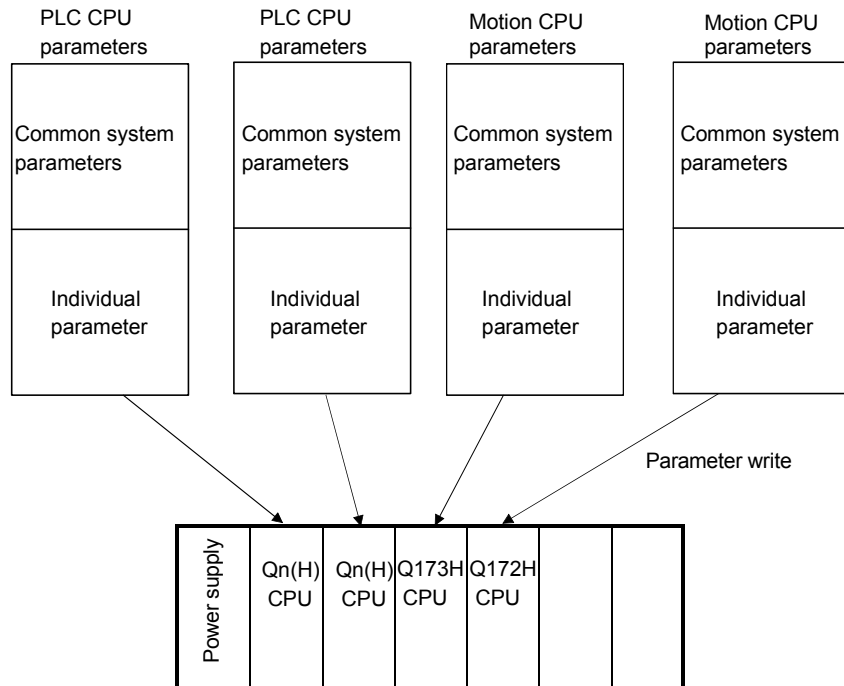 PLC CPU
parameters
PLC CPU
parameters
Motion CPU
parameters
Motion CPU
parameters
Common system
parameters
Common system
parameters
Common system
parameters
Common system
parameters
Individual
parameter
Individual
parameter
Individual
parameter
Individual
parameter
Parameter write
Power supply
Qn(H)
CPU
Qn(H)
CPU
Q173H
CPU
Q172H
CPU